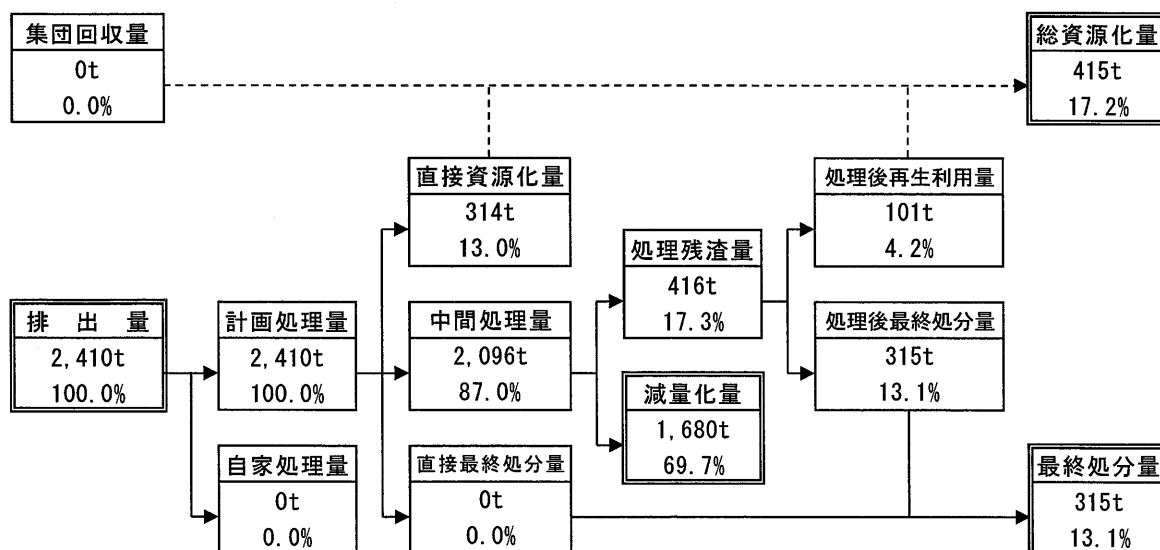 集団回収量
0t
0.0%
総資源化量
415t
17.2%
直接資源化量
314t
13.0%
処理後再生利用量
101t
4.2%
処理残渣量
416t
17.3%
排 出 量
2,410t
100.0%
計画処理量
2,410t
100.0%
中間処理量
2,096t
87.0%
処理後最終処分量
315t
13.1%
減量化量
1,680t
69.7%
自家処理量
0t
0.0%
直接最終処分量
0t
0.0%
最終処分量
315t
13.1%